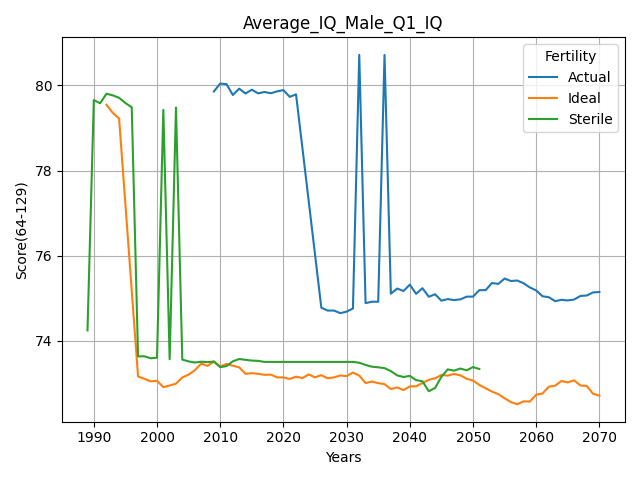 Average_IQ_Male_Q1_IQ
Fertility
Actual
Ideal
Sterile
Score(64-129)
80
78
76
74
1990 2000 2010 2020 2030 2040 2050 2060 2070
Years